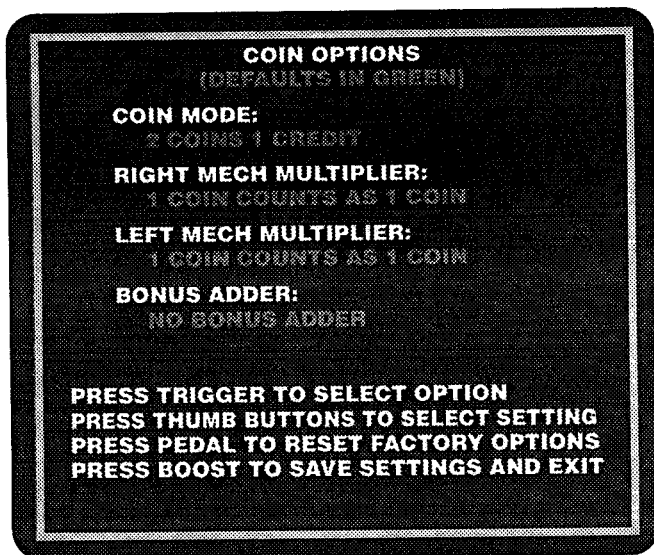 COIN OPTIONS
(DEFAULTS IN GREEN)
COIN MODE:
2 COINS 1 CREDIT
RIGHT MECH MULTIPLIER:
1 COIN COUNTS AS 1 COIN
LEFT MECH MULTIPLIER:
1 COIN COUNTS AS 1 COIN
BONUS ADDER:
NO BONUS ADDER
PRESS TRIGGER TO SELECT OPTION
PRESS THUMB BUTTONS TO SELECT SETTING
PRESS PEDAL TO RESET FACTORY OPTIONS
PRESS BOOST TO SAVE SETTINGS AND EXIT